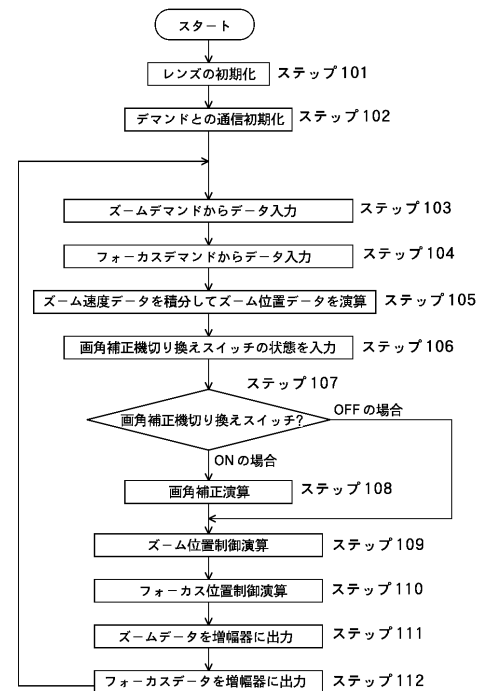 スタート
レンズの初期化 ステップ101
デマンドとの通信初期化 ステップ102
ズームデマンドからデータ入力 ステップ103
フォーカスデマンドからデータ入力 ステップ104
ズーム速度データを積分してズーム位置データを演算 ステップ105
画角補正機切り換えスイッチの状態を入力 ステップ106
ステップ107
画角補正機切り換えスイッチ? OFFの場合
ONの場合
画角補正演算 ステップ108
ズーム位置制御演算 ステップ109
フォーカス位置制御演算 ステップ110
ズームデータを増幅器に出力 ステップ111
フォーカスデータを増幅器に出力 ステップ112